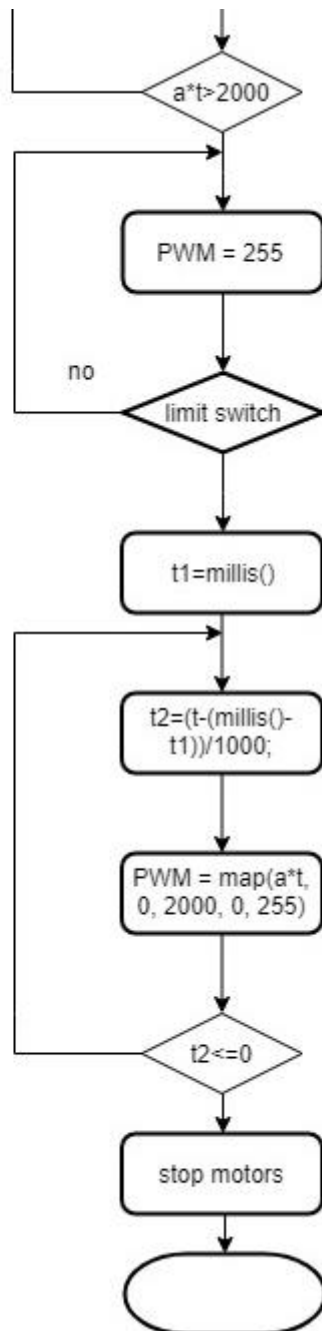 a*t>2000
PWM = 255
no
limit switch
t1=millis()
t2=(t-(millis()-
t1))/1000;
PWM = map(a*t,
0, 2000, 0, 255)
t2<=0
stop motors